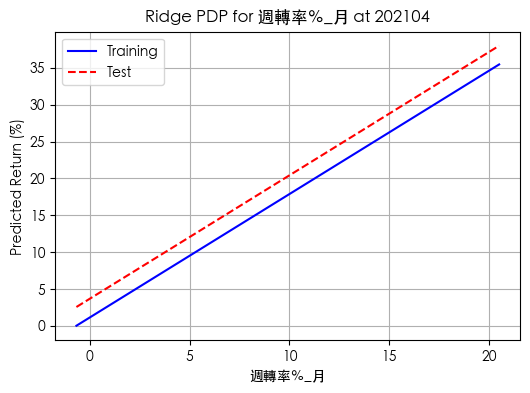 Ridge PDP for 週轉率%_月 at 202104
Training
Test
Predicted Return (%)
35
30
25
20
15
10
5
0
0 5 10 15 20
週轉率%_月